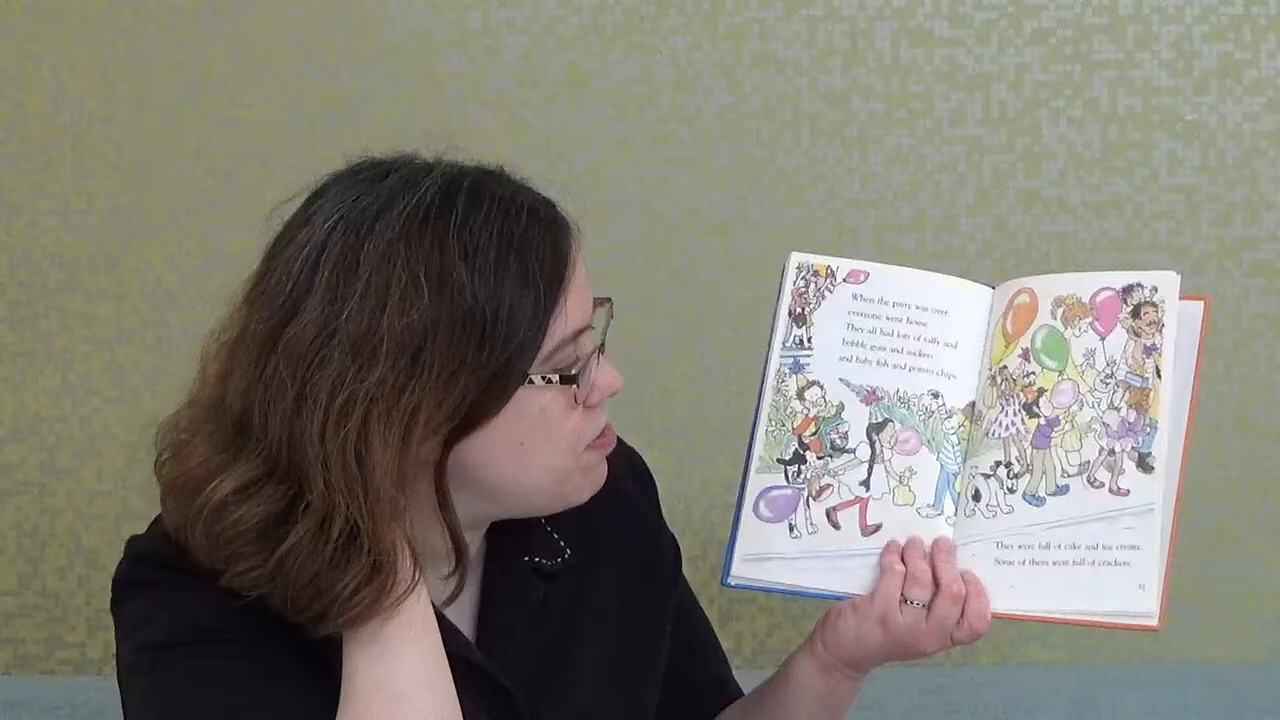 When the party was over,
everyone went home.
They all had lots of taffy and
bubble gum and suckers
and baby fish and potato chips.
They were full of cake and ice cream.
Some of them were full of crackers.